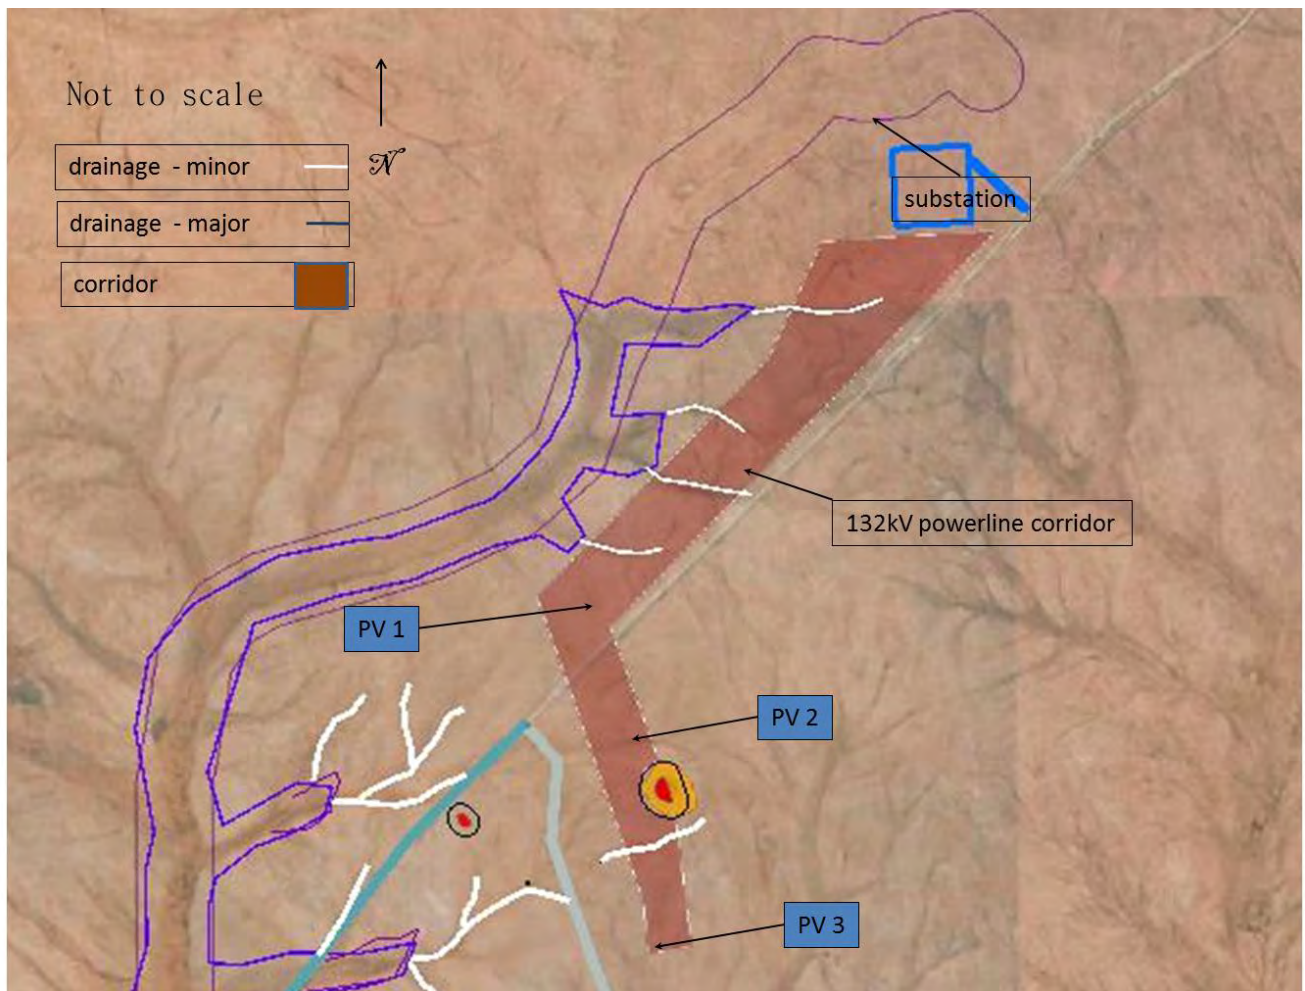 Not to scale
drainage - minor
N
drainage - major
substation
corridor
132kV powerline corridor
PV 1
PV 2
PV 3